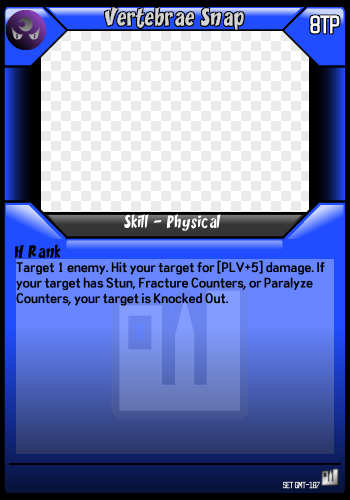 Vertebrae Snap
8TP
Skill - Physical
H Rank
Target 1 enemy. Hit your target for [PLV+5] damage. If
your target has Stun, Fracture Counters, or Paralyze
Counters, your target is Knocked Out.
SET GMT-187